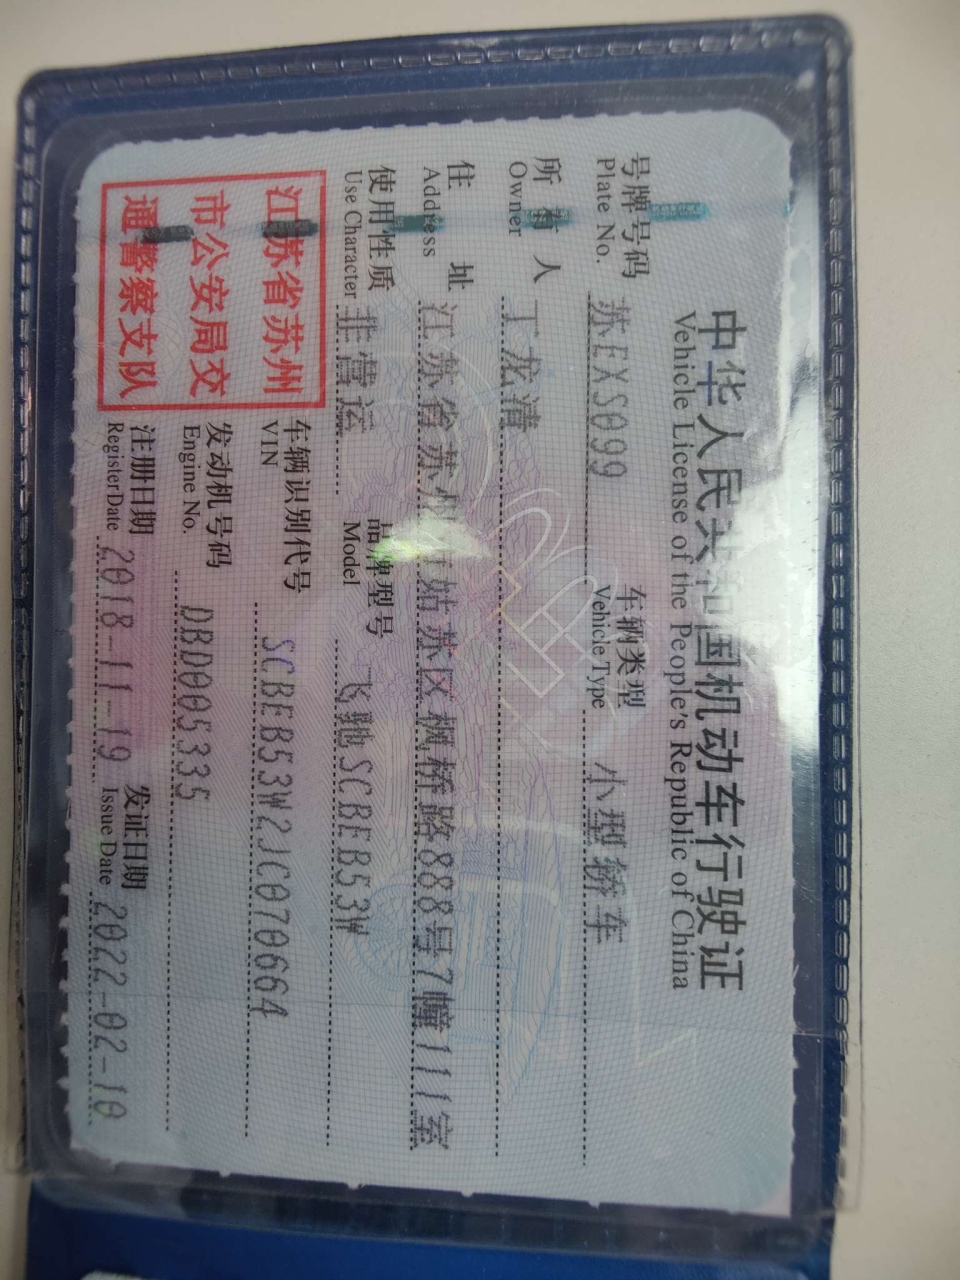 中华人民共和国机动车行驶证
Vehicle License of the People's Republic of China
号牌号码 苏EXS099 车辆类型 小型轿车
Plate No. Vehicle Type
所有人 丁龙清
Owner
住址 江苏省苏州市姑苏区枫桥路888号7幢111室
Address
使用性质 非营运 品牌型号 飞驰SCBEB53W
Use Character Model
江苏省苏州
市公安局交
通警察支队
车辆识别代号 SCBEB53W2JC070664
VIN
发动机号码 DBD005335
Engine No.
注册日期 2018-11-19 发证日期 2022-02-10
Register Date Issue Date